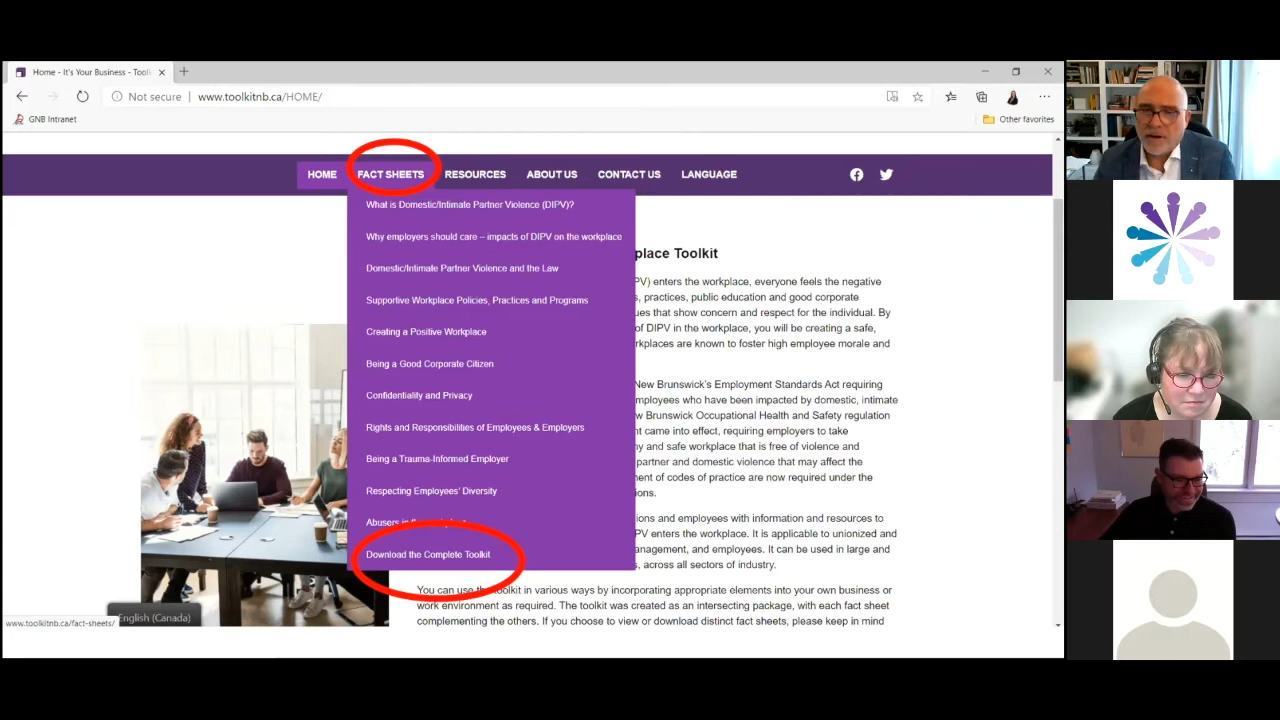 Home - It's Your Business - Toolk
Not secure
www.toolkitnb.ca/HOME/
GNB Intranet
Other favorites
HOME
FACT SHEETS
RESOURCES
ABOUT US
CONTACT US
LANGUAGE
What is Domestic/Intimate Partner Violence (DIPV)?
Why employers should care – impacts of DIPV on the workplace
Domestic/Intimate Partner Violence and the Law
Supportive Workplace Policies, Practices and Programs
Creating a Positive Workplace
Being a Good Corporate Citizen
Confidentiality and Privacy
Rights and Responsibilities of Employees & Employers
Being a Trauma-Informed Employer
Respecting Employees' Diversity
Abusers in
Download the Complete Toolkit
place Toolkit
PV) enters the workplace, everyone feels the negative
s, practices, public education and good corporate
ues that show concern and respect for the individual. By
of DIPV in the workplace, you will be creating a safe,
rkplaces are known to foster high employee morale and
New Brunswick's Employment Standards Act requiring
mployees who have been impacted by domestic, intimate
w Brunswick Occupational Health and Safety regulation
nt came into effect, requiring employers to take
ny and safe workplace that is free of violence and
partner and domestic violence that may affect the
ment of codes of practice are now required under the
ions.
ions and employees with information and resources to
PV enters the workplace. It is applicable to unionized and
anagement, and employees. It can be used in large and
s, across all sectors of industry.
You can use the toolkit in various ways by incorporating appropriate elements into your own business or
work environment as required. The toolkit was created as an intersecting package, with each fact sheet
complementing the others. If you choose to view or download distinct fact sheets, please keep in mind
English (Canada)
www.toolkitnb.ca/fact-sheets/